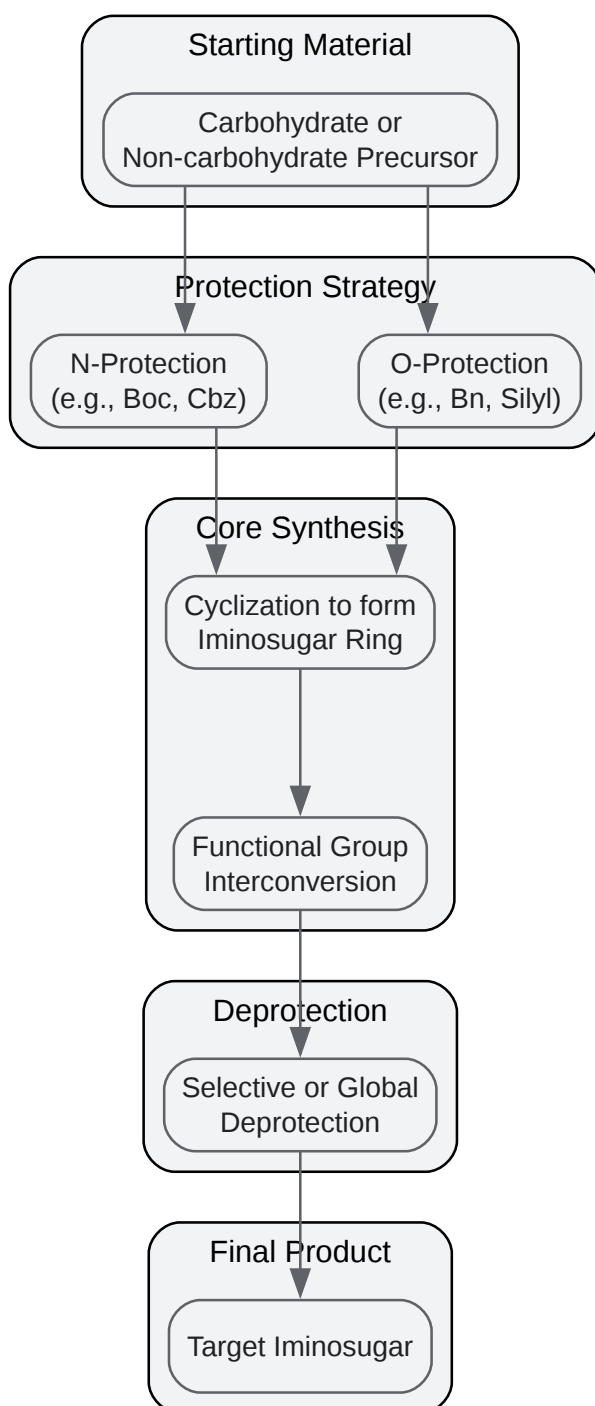 Starting Material
Carbohydrate or
Non-carbohydrate Precursor
Protection Strategy
N-Protection
(e.g., Boc, Cbz)
O-Protection
(e.g., Bn, Silyl)
Core Synthesis
Cyclization to form
Iminosugar Ring
Functional Group
Interconversion
Deprotection
Selective or Global
Deprotection
Final Product
Target Iminosugar